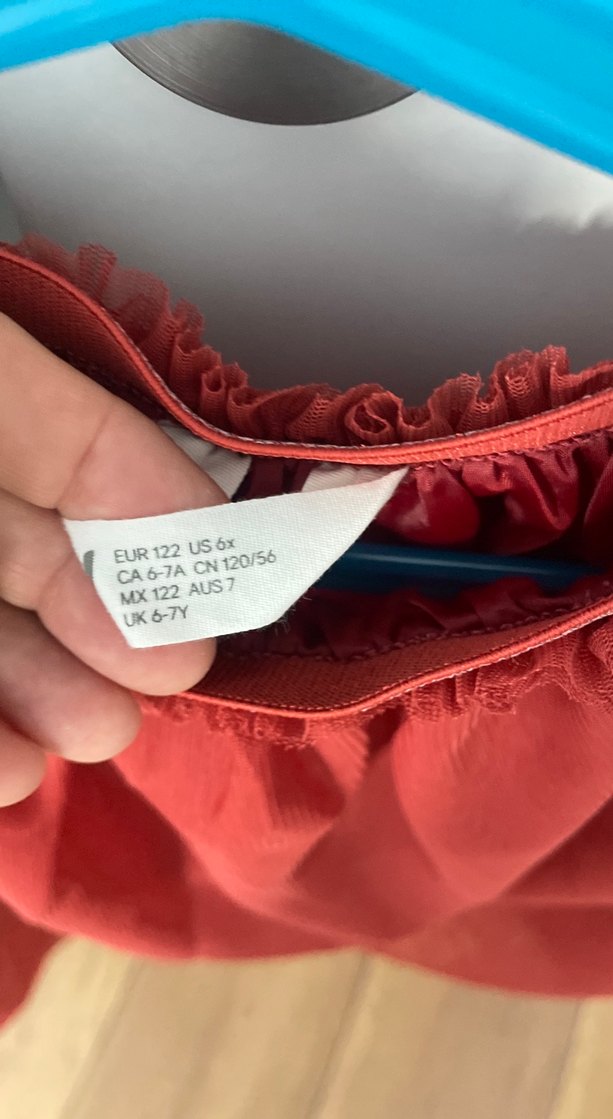 EUR 122 US 6x
CA 6-7A CN 120/56
MX 122 AUS 7
UK 6-7Y